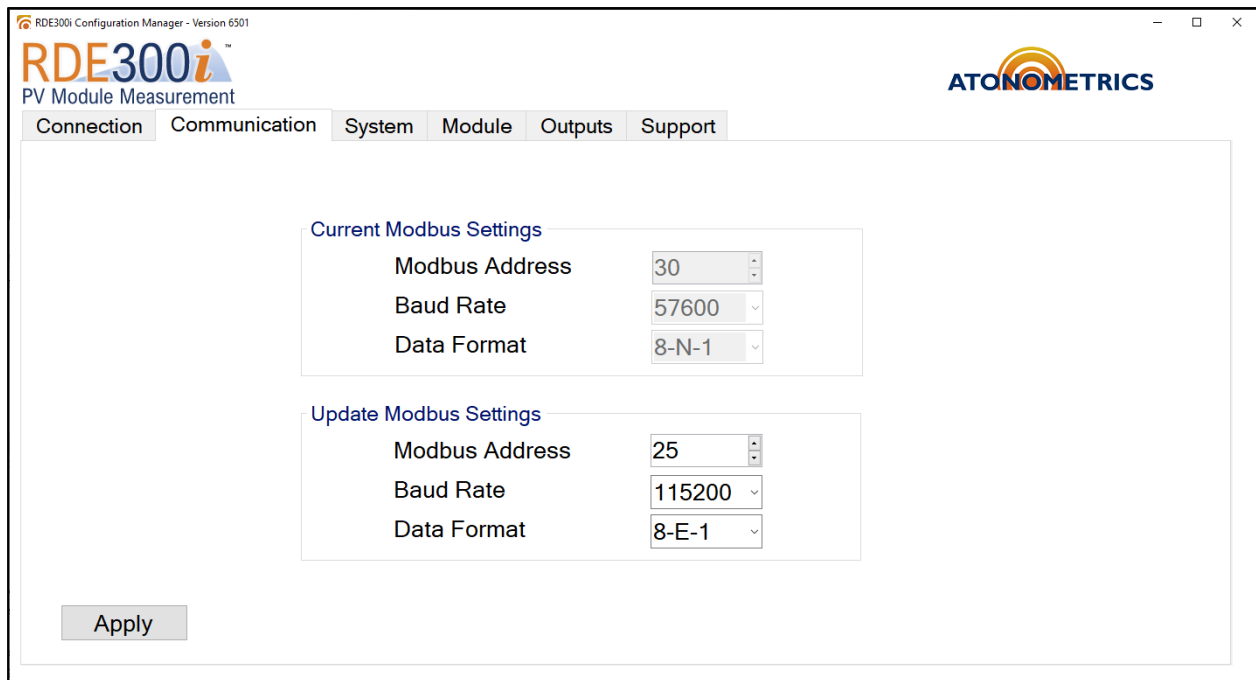 RDE300i Configuration Manager - Version 6501
RDE300i™
PV Module Measurement
ATONOMETRICS
Connection Communication System Module Outputs Support
Current Modbus Settings
Modbus Address 30
Baud Rate 57600
Data Format 8-N-1
Update Modbus Settings
Modbus Address 25
Baud Rate 115200
Data Format 8-E-1
Apply